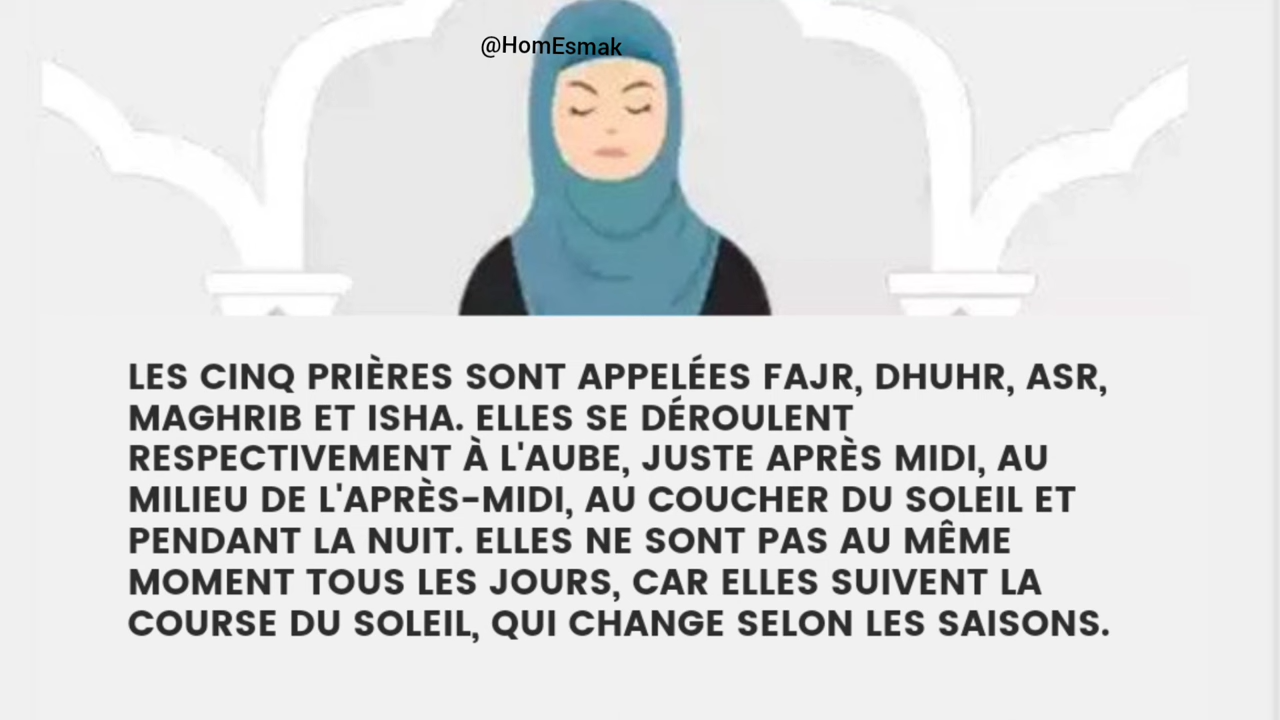 @HomEsmak
LES CINQ PRIÈRES SONT APPELÉES FAJR, DHUHR, ASR,
MAGHRIB ET ISHA. ELLES SE DÉROULENT
RESPECTIVEMENT À L'AUBE, JUSTE APRÈS MIDI, AU
MILIEU DE L'APRÈS-MIDI, AU COUCHER DU SOLEIL ET
PENDANT LA NUIT. ELLES NE SONT PAS AU MÊME
MOMENT TOUS LES JOURS, CAR ELLES SUIVENT LA
COURSE DU SOLEIL, QUI CHANGE SELON LES SAISONS.